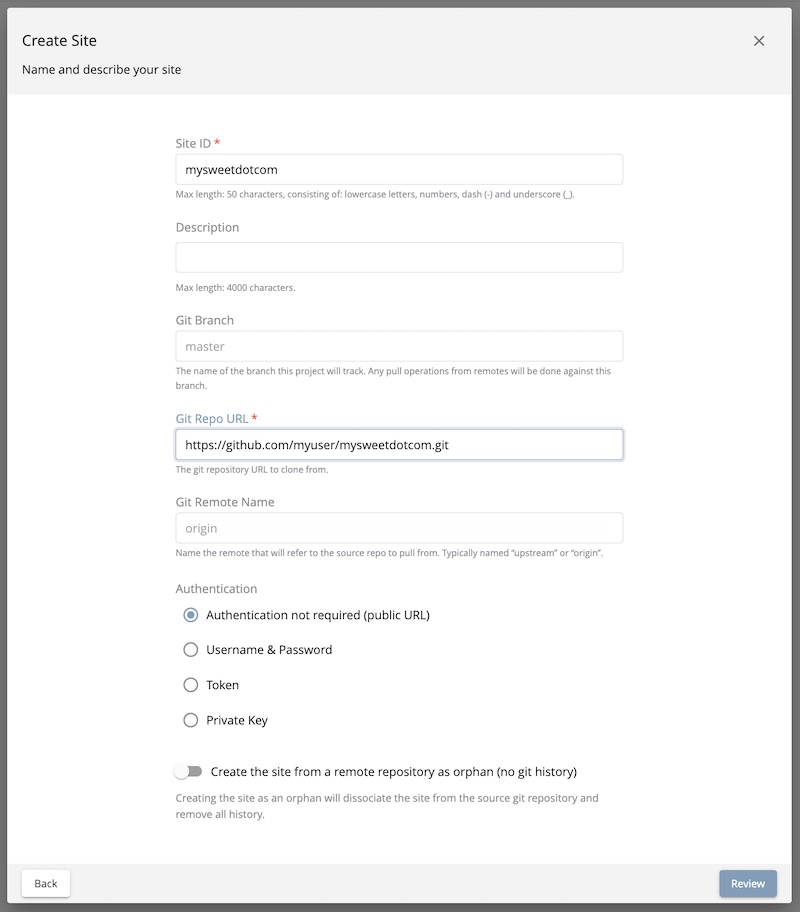 Create Site
Name and describe your site
Site ID *
mysweetdotcom
Max length: 50 characters, consisting of: lowercase letters, numbers, dash (-) and underscore (_).
Description
Max length: 4000 characters.
Git Branch
master
The name of the branch this project will track. Any pull operations from remotes will be done against this
branch.
Git Repo URL *
https://github.com/myuser/mysweetdotcom.git
The git repository URL to clone from.
Git Remote Name
origin
Name the remote that will refer to the source repo to pull from. Typically named “upstream” or “origin”.
Authentication
Authentication not required (public URL)
Username & Password
Token
Private Key
Create the site from a remote repository as orphan (no git history)
Creating the site as an orphan will dissociate the site from the source git repository and
remove all history.
Back
Review